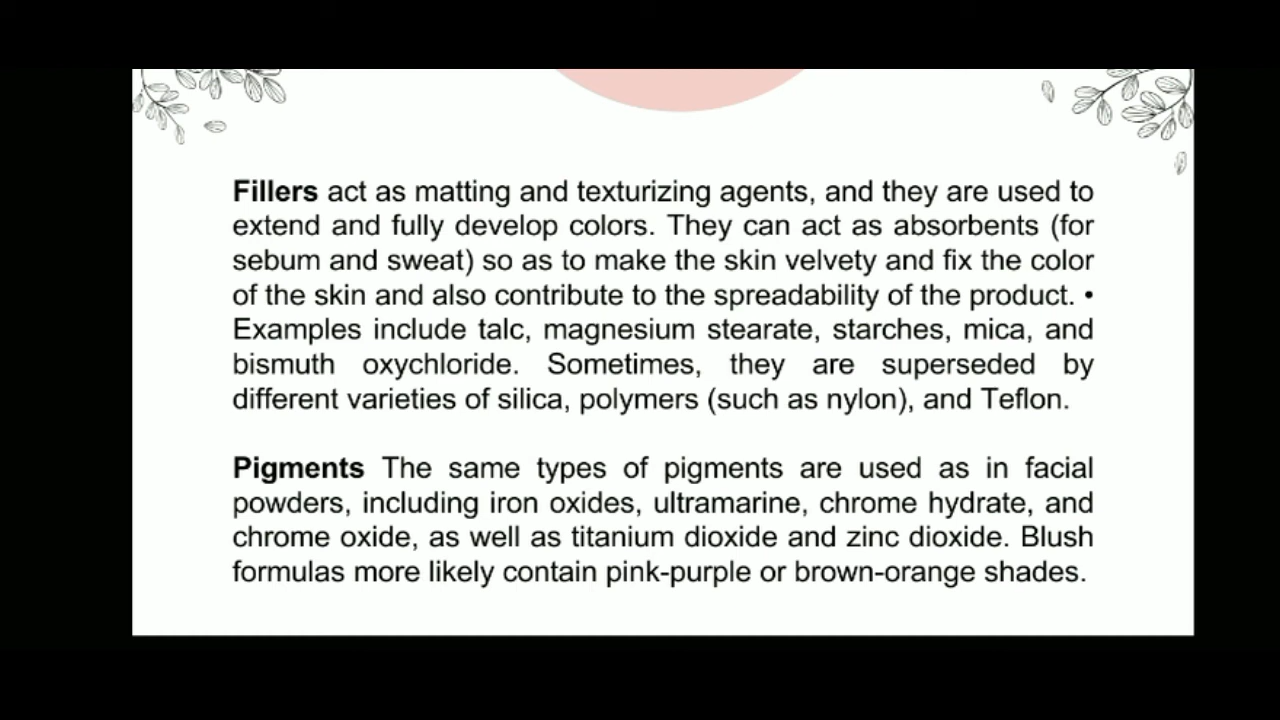 Fillers act as matting and texturizing agents, and they are used to
extend and fully develop colors. They can act as absorbents (for
sebum and sweat) so as to make the skin velvety and fix the color
of the skin and also contribute to the spreadability of the product. •
Examples include talc, magnesium stearate, starches, mica, and
bismuth oxychloride. Sometimes, they are superseded by
different varieties of silica, polymers (such as nylon), and Teflon.
Pigments The same types of pigments are used as in facial
powders, including iron oxides, ultramarine, chrome hydrate, and
chrome oxide, as well as titanium dioxide and zinc dioxide. Blush
formulas more likely contain pink-purple or brown-orange shades.